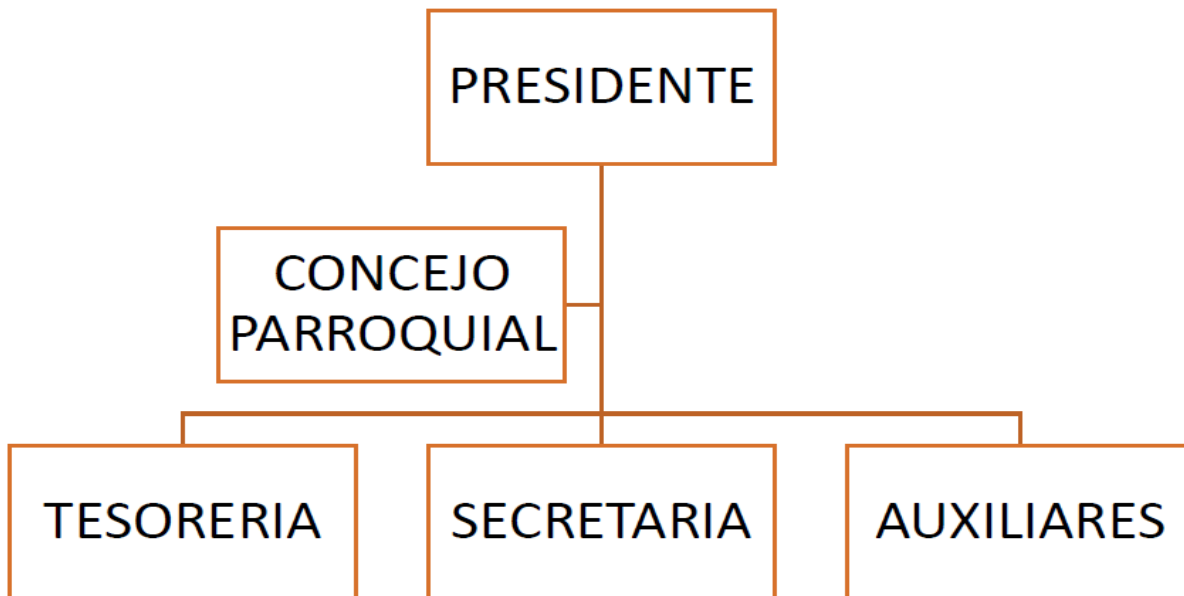 PRESIDENTE
CONCEJO
PARROQUIAL
TESORERIA
SECRETARIA
AUXILIARES